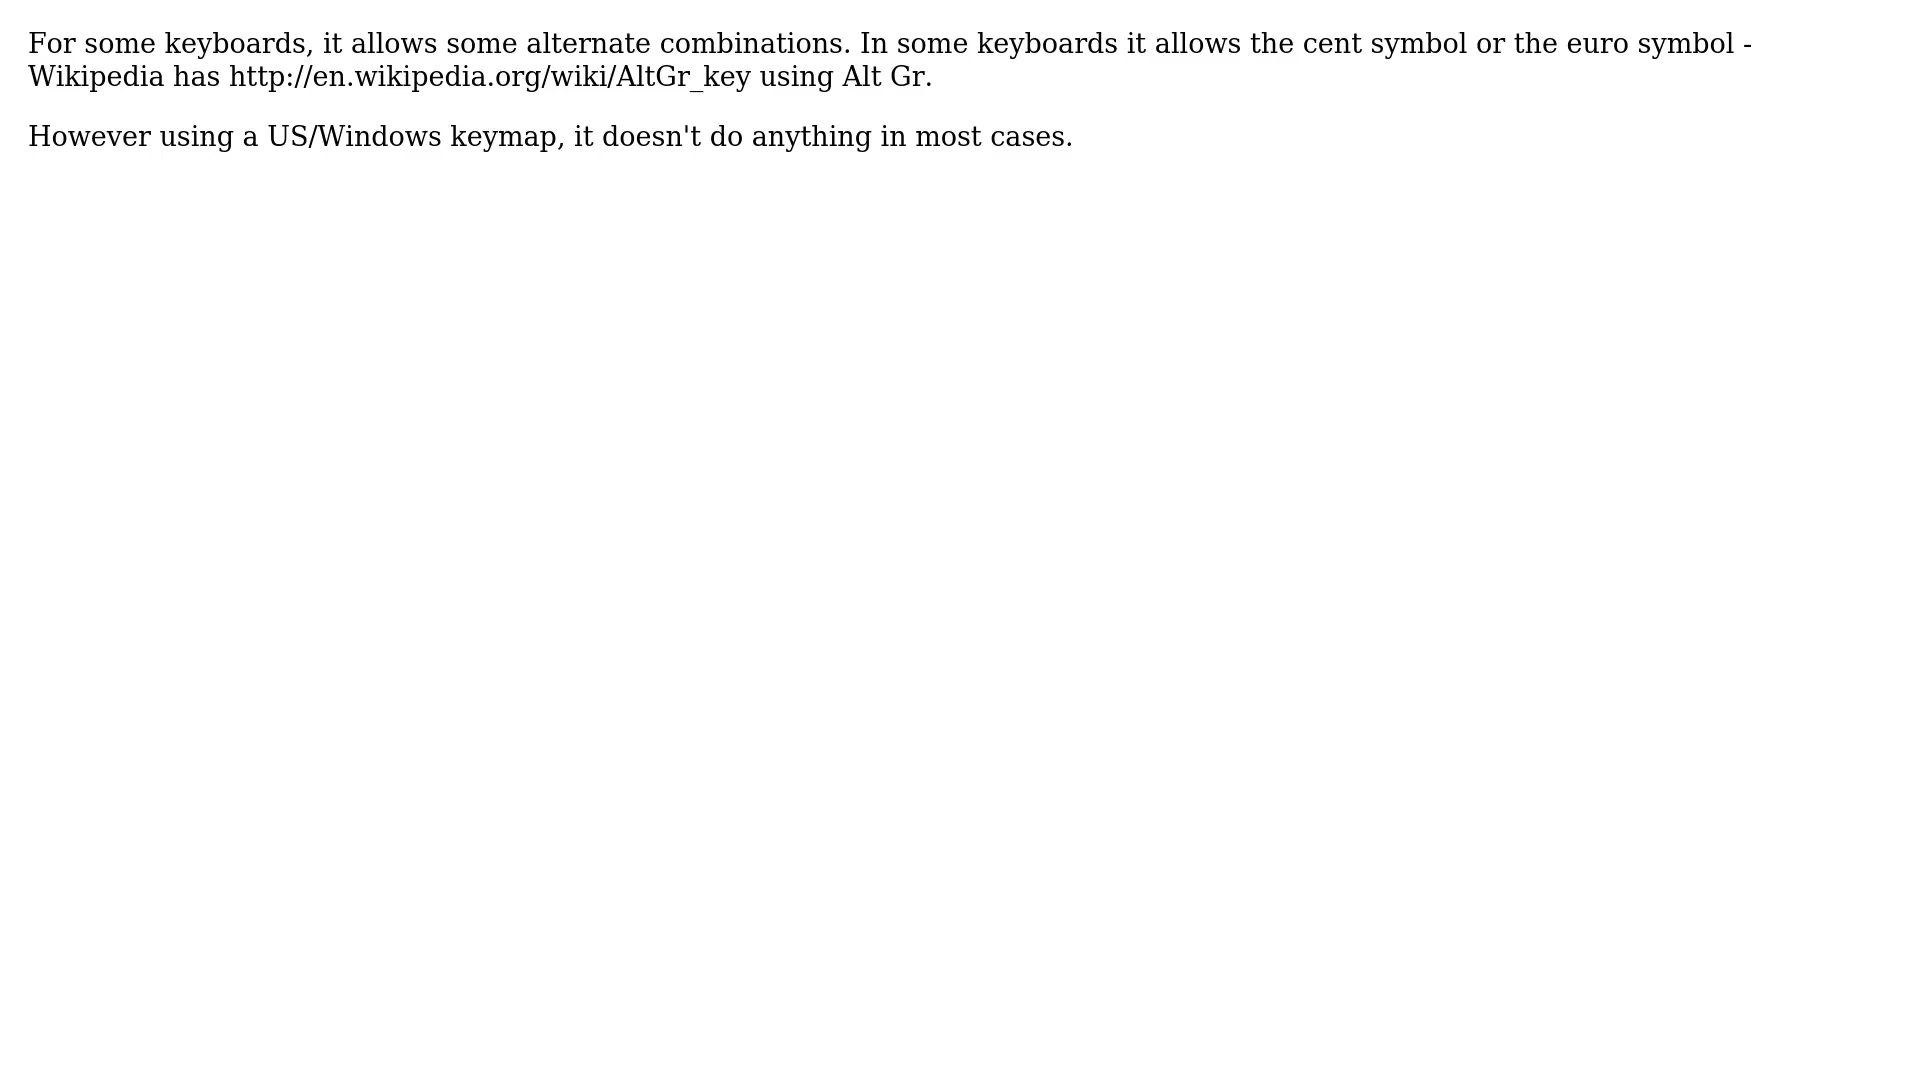 For some keyboards, it allows some alternate combinations. In some keyboards it allows the cent symbol or the euro symbol -
Wikipedia has http://en.wikipedia.org/wiki/AltGr_key using Alt Gr.
However using a US/Windows keymap, it doesn't do anything in most cases.